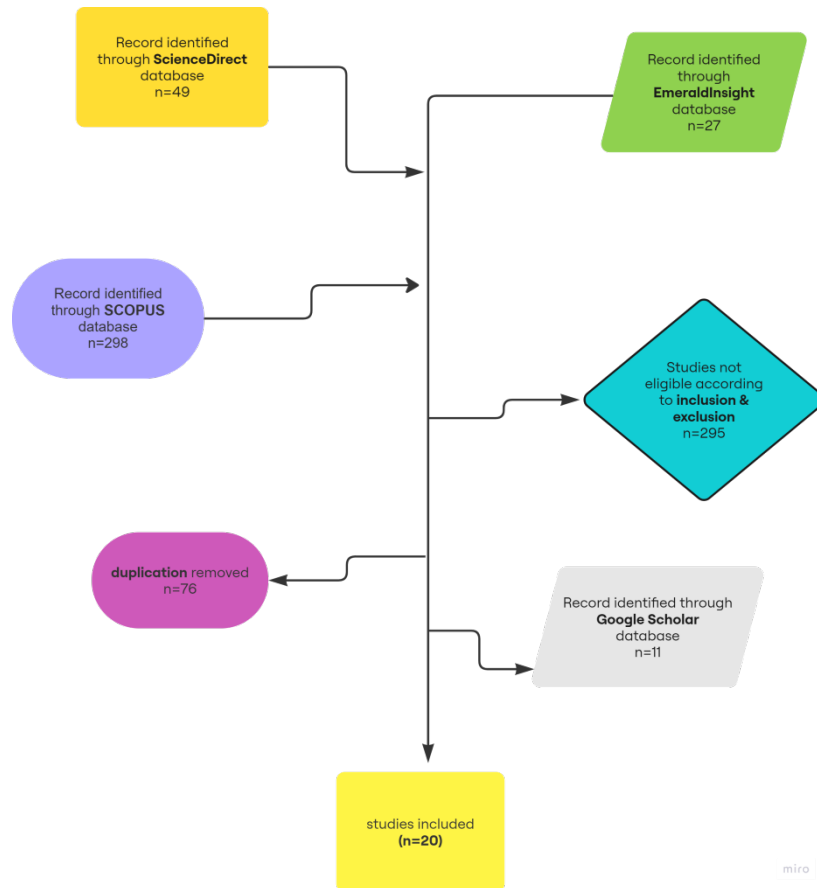 Record identified
through ScienceDirect
database
n=49
Record identified
through
EmeraldInsight
database
n=27
Record identified
through SCOPUS
database
n=298
Studies not
eligible according
to inclusion &
exclusion
n=295
duplication removed
n=76
Record identified through
Google Scholar
database
n=11
studies included
(n=20)
miro